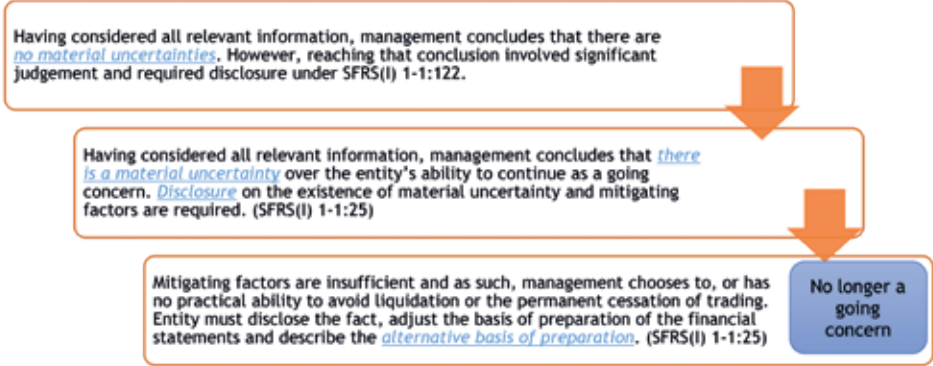 Having considered all relevant information, management concludes that there are
no material uncertainties. However, reaching that conclusion involved significant
judgement and required disclosure under SFRS(I) 1-1:122.
Having considered all relevant information, management concludes that there
is a material uncertainty over the entity's ability to continue as a going
concern. Disclosure on the existence of material uncertainty and mitigating
factors are required. (SFRS(I) 1-1:25)
Mitigating factors are insufficient and as such, management chooses to, or has
no practical ability to avoid liquidation or the permanent cessation of trading.
Entity must disclose the fact, adjust the basis of preparation of the financial
statements and describe the alternative basis of preparation. (SFRS(I) 1-1:25)
No longer a
going
concern